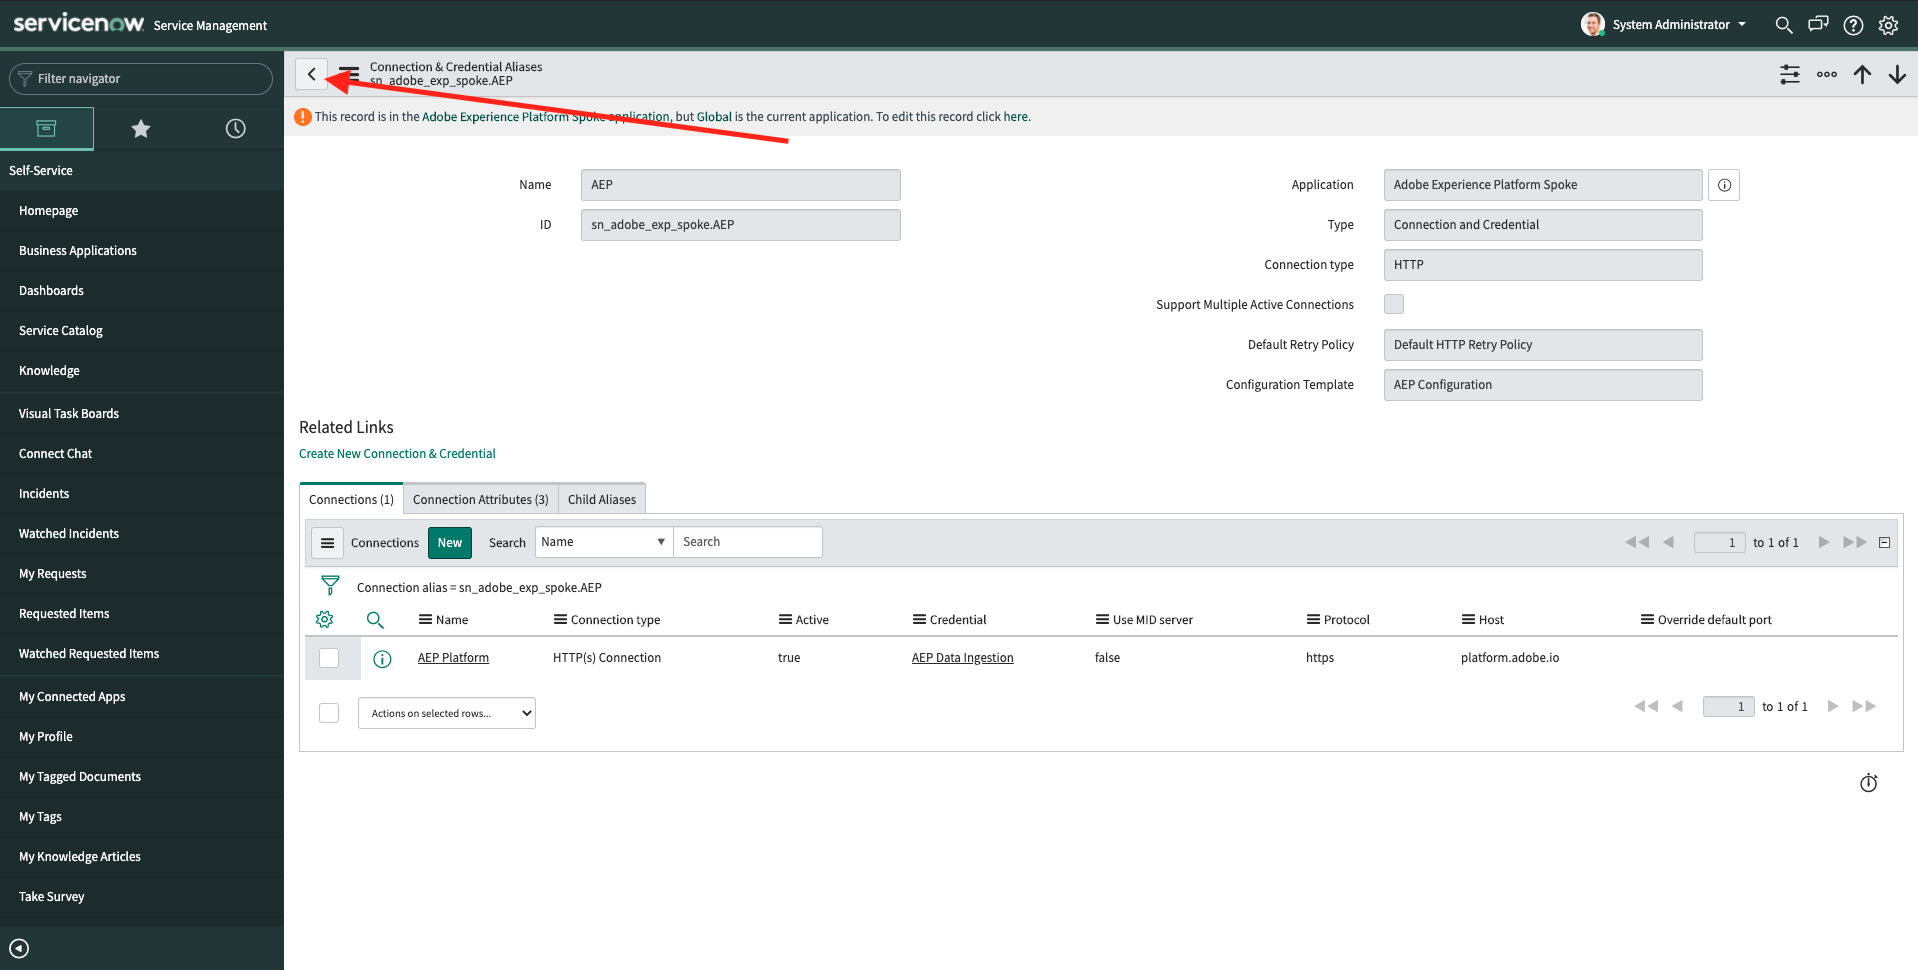 servicenow. Service Management
System Administrator
Filter navigator
Self-Service
Homepage
Business Applications
Dashboards
Service Catalog
Knowledge
Visual Task Boards
Connect Chat
Incidents
Watched Incidents
My Requests
Requested Items
Watched Requested Items
My Connected Apps
My Profile
My Tagged Documents
My Tags
My Knowledge Articles
Take Survey
Connection & Credential Aliases
sn_adobe_exp_spoke.AEP
This record is in the Adobe Experience Platform Spoke application, but Global is the current application. To edit this record click here.
Name AEP
ID sn_adobe_exp_spoke.AEP
Application Adobe Experience Platform Spoke
Type Connection and Credential
Connection type HTTP
Support Multiple Active Connections
Default Retry Policy Default HTTP Retry Policy
Configuration Template AEP Configuration
Related Links
Create New Connection & Credential
Connections (1) Connection Attributes (3) Child Aliases
Connections New Search Name Search 1 to 1 of 1
Connection alias = sn_adobe_exp_spoke.AEP
Name Connection type Active Credential Use MID server Protocol Host Override default port
AEP Platform HTTP(s) Connection true AEP Data Ingestion false https platform.adobe.io
Actions on selected rows... 1 to 1 of 1